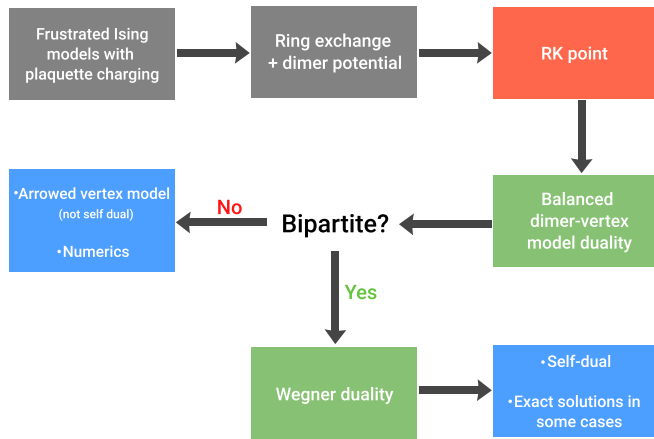 Frustrated Ising
models with
plaquette charging
Ring exchange
+ dimer potential
RK point
Balanced
dimer-vertex
model duality
Bipartite?
No
•Arrowed vertex model
(not self dual)
•Numerics
Yes
Wegner duality
•Self-dual
•Exact solutions in
some cases